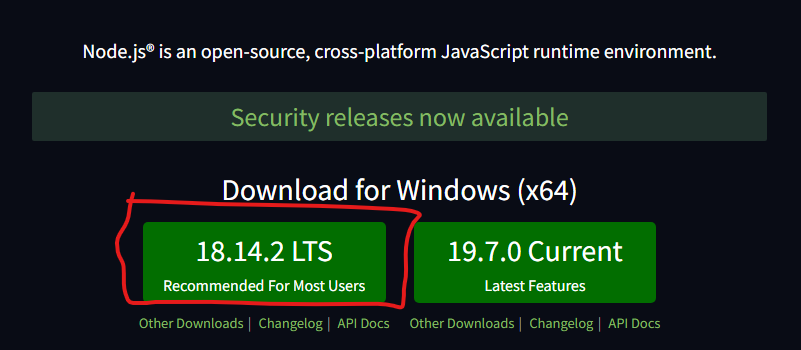 Node.js® is an open-source, cross-platform JavaScript runtime environment.
Security releases now available
Download for Windows (x64)
18.14.2 LTS
Recommended For Most Users
19.7.0 Current
Latest Features
Other Downloads | Changelog | API Docs
Other Downloads | Changelog | API Docs